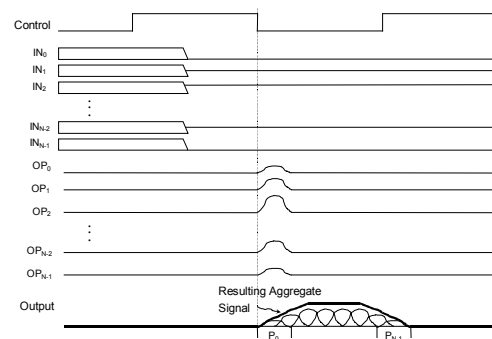 Control
IN0
IN1
IN2
IN N-2
IN N-1
OP0
OP1
OP2
OP N-2
OP N-1
Resulting Aggregate
Signal
Output
P0
P N-1